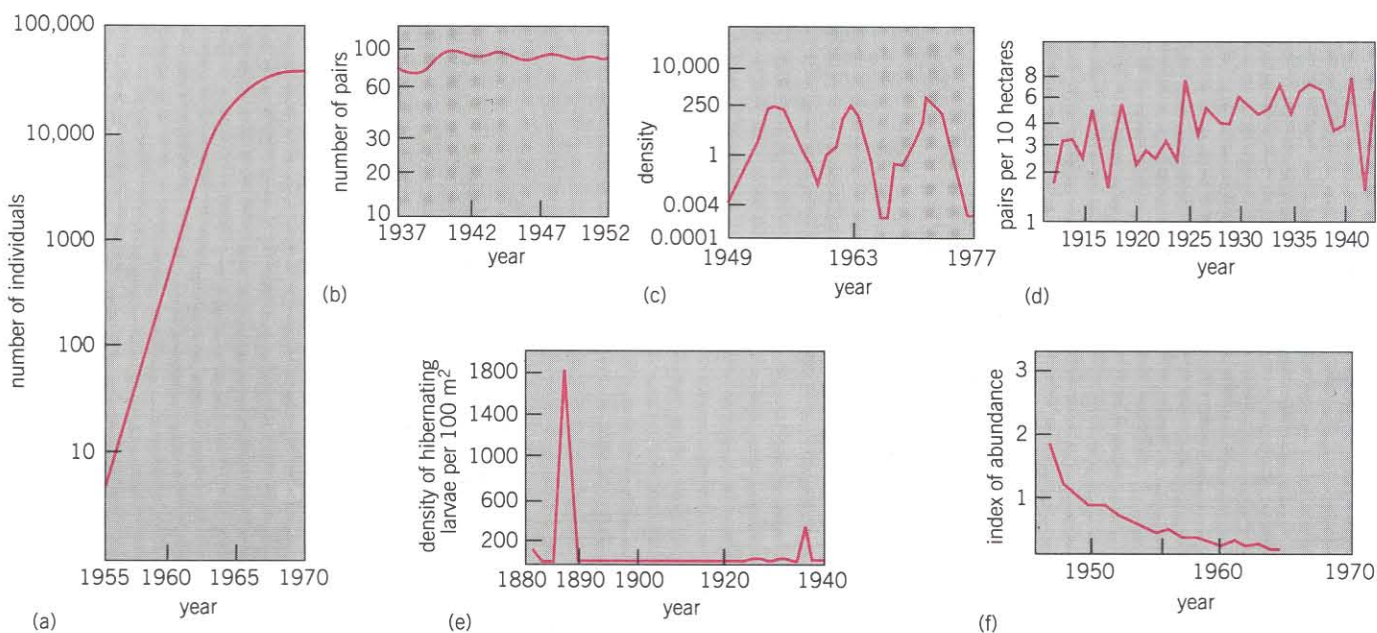 100,000
10,000
1000
100
10
number of individuals
1955 1960 1965 1970
year
(a)
100
60
30
20
10
number of pairs
1937 1942 1947 1952
year
(b)
10,000
250
1
0.004
0.0001
density
1949 1963 1977
year
(c)
8
6
4
3
2
1
pairs per 10 hectares
1915 1920 1925 1930 1935 1940
year
(d)
1800
1400
1000
600
200
density of hibernating
larvae per 100 m²
1880 1890 1900 1920 1940
year
(e)
3
2
1
index of abundance
1950 1960 1970
year
(f)